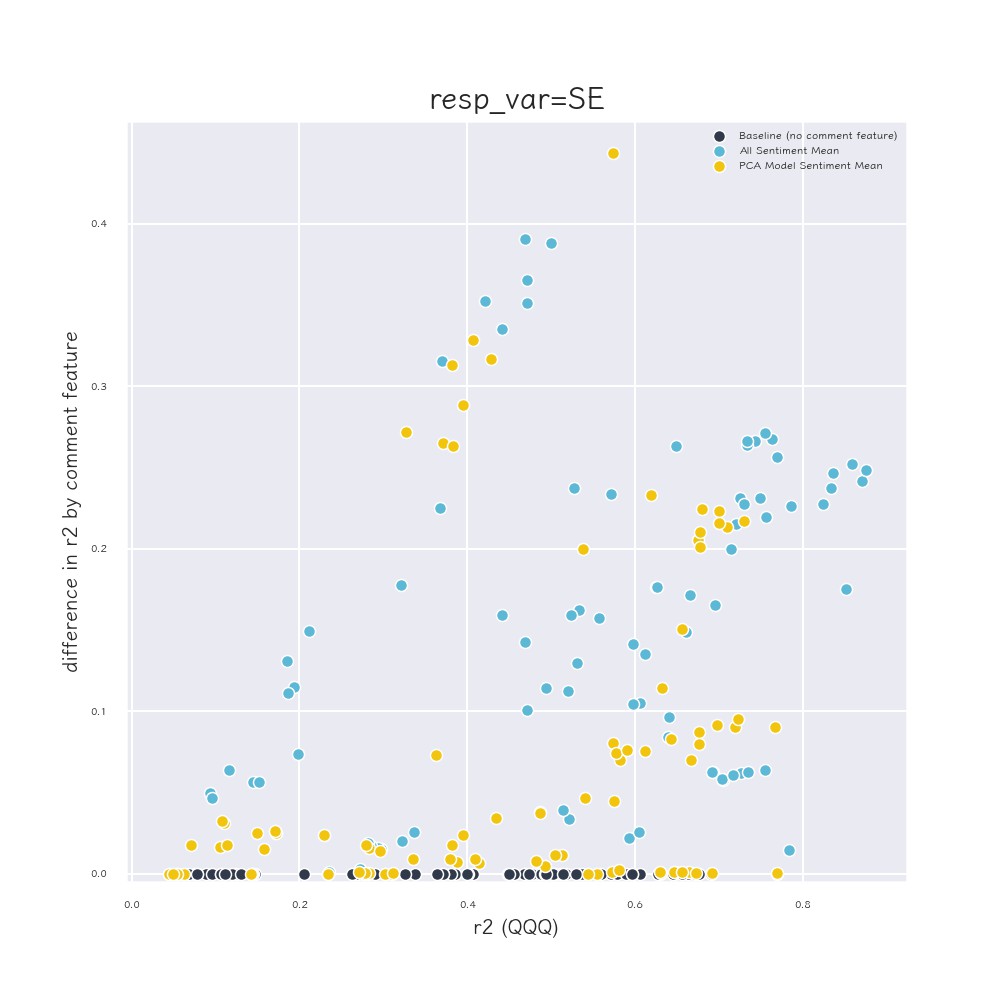 resp_var=SE
Baseline (no comment feature)
All Sentiment Mean
PCA Model Sentiment Mean
difference in r2 by comment feature
0.4
0.3
0.2
0.1
0.0
0.0 0.2 0.4 0.6 0.8
r2 (QQQ)